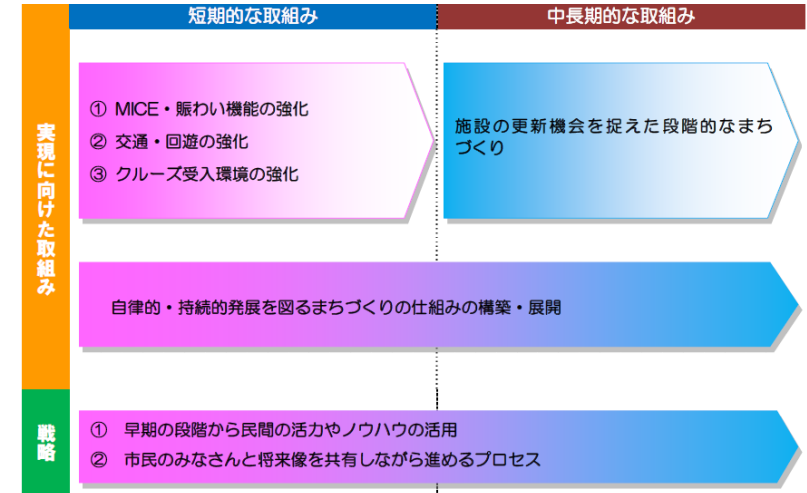 短期的な取組み
中長期的な取組み
実現に向けた取組み
① MICE・賑わい機能の強化
② 交通・回遊の強化
③ クルーズ受入環境の強化
施設の更新機会を捉えた段階的なまち
づくり
自律的・持続的発展を図るまちづくりの仕組みの構築・展開
戦略
① 早期の段階から民間の活力やノウハウの活用
② 市民のみなさんと将来像を共有しながら進めるプロセス